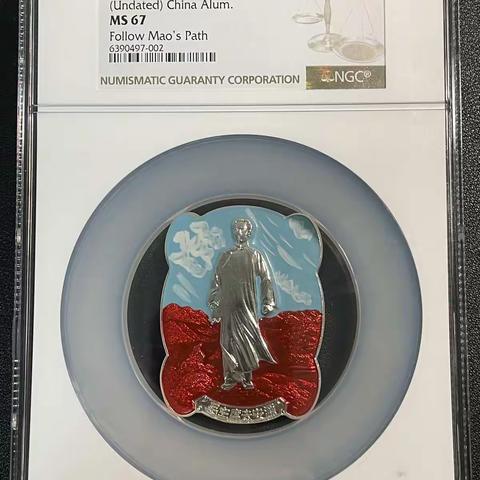 (Undated) China Alum.
MS 67
Follow Mao's Path
6390497-002
NUMISMATIC GUARANTY CORPORATION
NGC®